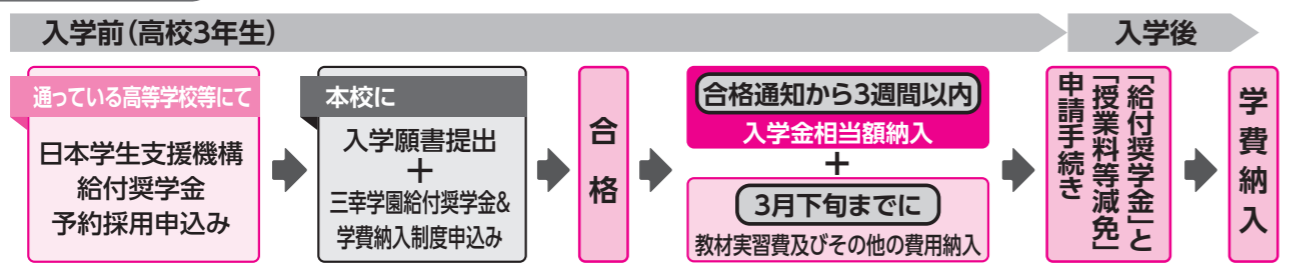 入学前(高校3年生)
入学後
通っている高等学校等にて
日本学生支援機構
給付奨学金
予約採用申込み
本校に
入学願書提出
+
三幸学園給付奨学金&
学費納入制度申込み
合格
合格通知から3週間以内
入学金相当額納入
+
3月下旬までに
教材実習費及びその他の費用納入
「給付奨学金」と
「授業料等減免」
申請手続き
学費納入